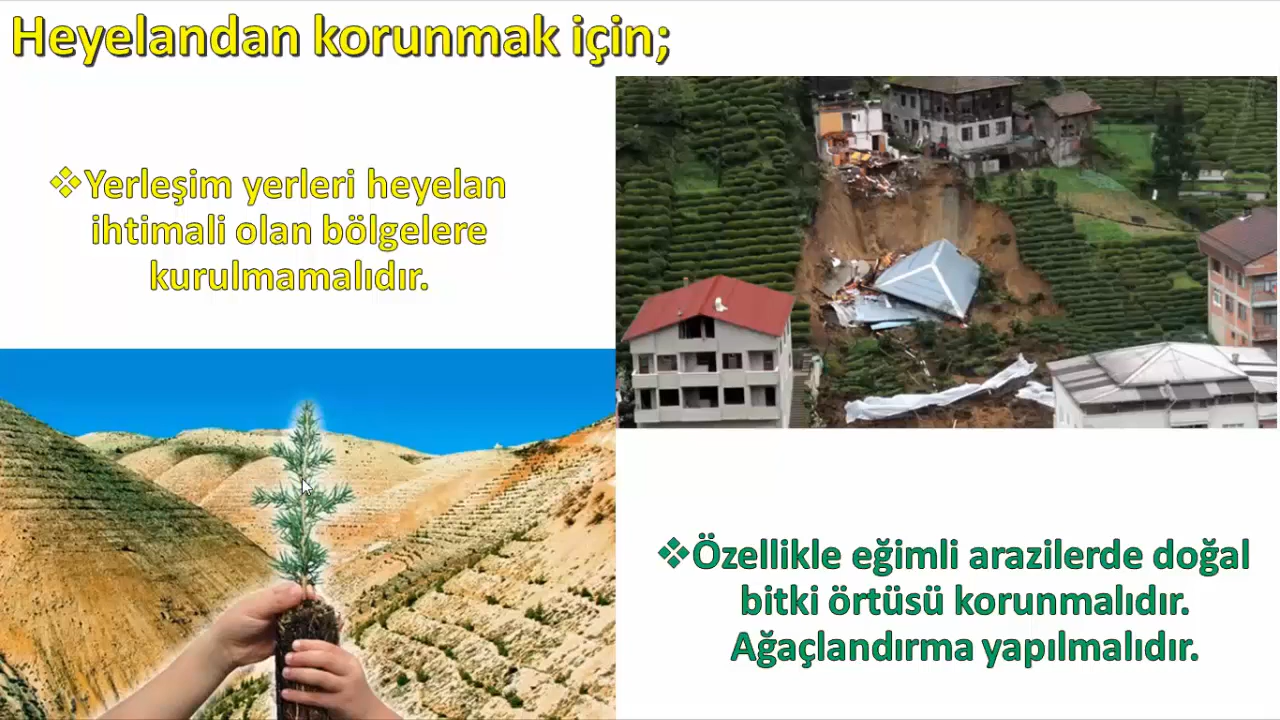 Heyelandan korunmak için;
❖Yerleşim yerleri heyelan
ihtimali olan bölgelere
kurulmamalıdır.
❖Özellikle eğimli arazilerde doğal
bitki örtüsü korunmalıdır.
Ağaçlandırma yapılmalıdır.